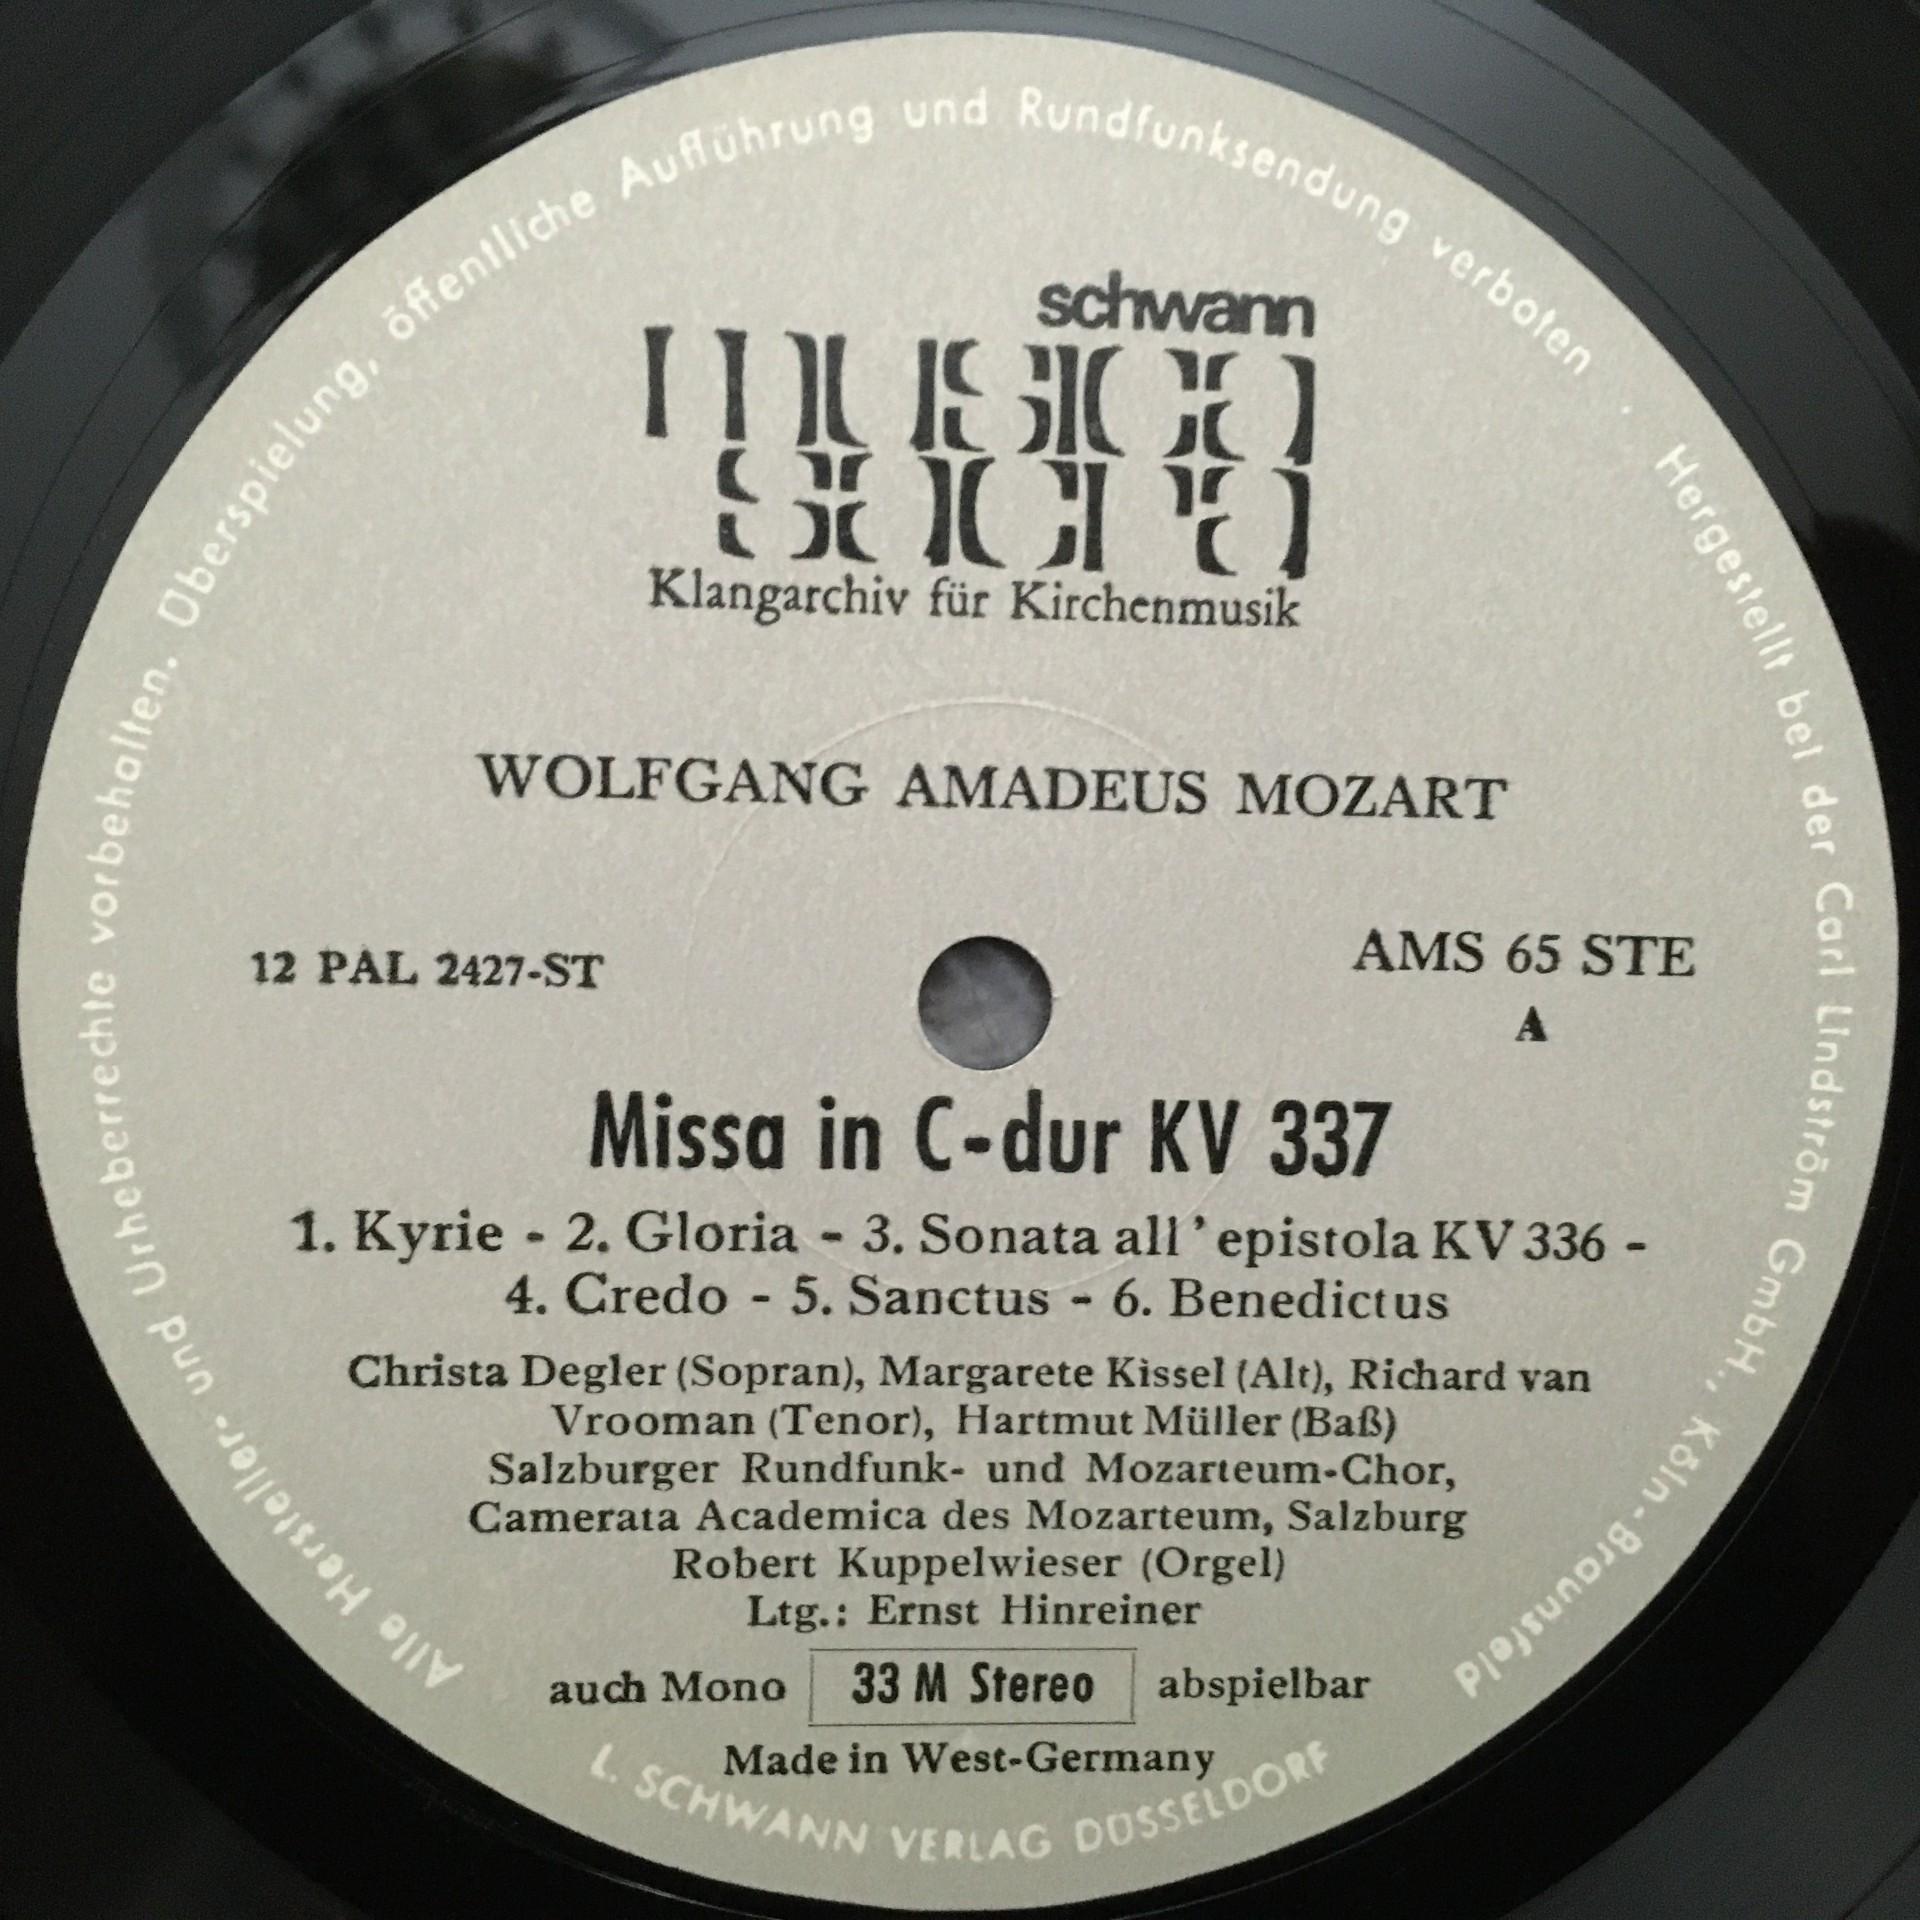 Alle Hersteller- und Urheberrechte vorbehalten. Überspielung, öffentliche Aufführung und Rundfunksendung verboten . Hergestellt bei der Carl Lindström GmbH., Köln-Braunsfeld
schwann
musica
sacra
Klangarchiv für Kirchenmusik
WOLFGANG AMADEUS MOZART
12 PAL 2427-ST
AMS 65 STE
A
Missa in C-dur KV 337
1. Kyrie - 2. Gloria - 3. Sonata all'epistola KV 336 -
4. Credo - 5. Sanctus - 6. Benedictus
Christa Degler (Sopran), Margarete Kissel (Alt), Richard van
Vrooman (Tenor), Hartmut Müller (Baß)
Salzburger Rundfunk- und Mozarteum-Chor,
Camerata Academica des Mozarteum, Salzburg
Robert Kuppelwieser (Orgel)
Ltg.: Ernst Hinreiner
auch Mono 33 M Stereo abspielbar
Made in West-Germany
L. SCHWANN VERLAG DÜSSELDORF